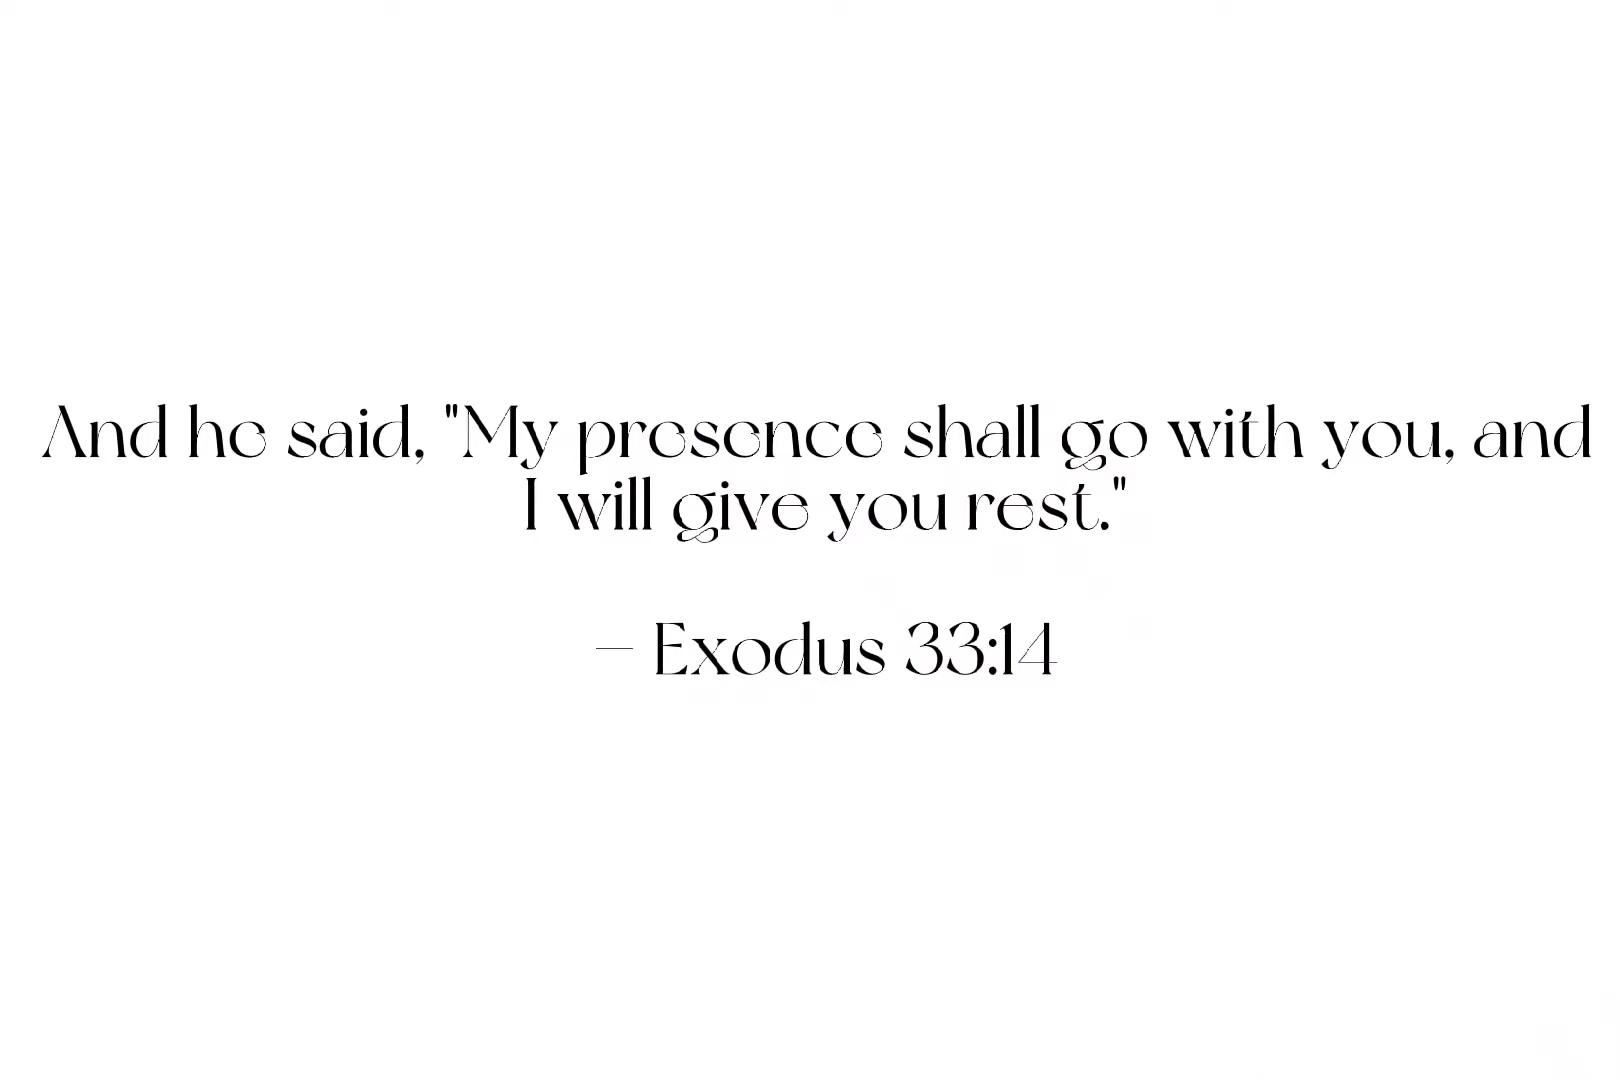 And he said, "My presence shall go with you, and
I will give you rest."
– Exodus 33:14